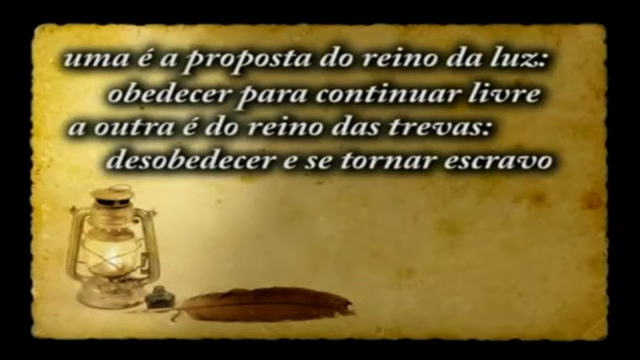 uma é a proposta do reino da luz:
obedecer para continuar livre
a outra é do reino das trevas:
desobedecer e se tornar escravo